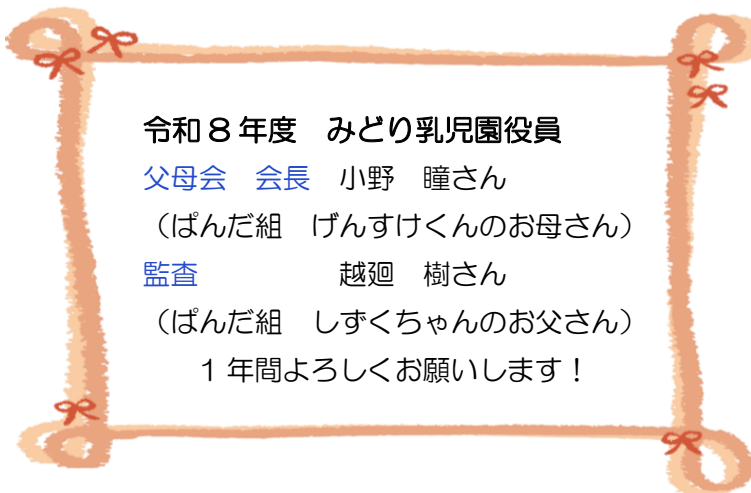 令和８年度　みどり乳児園役員
父母会　会長　小野　瞳さん
（ぱんだ組　げんすけくんのお母さん）
監査　　　　　越廻　樹さん
（ぱんだ組　しずくちゃんのお父さん）
１年間よろしくお願いします！